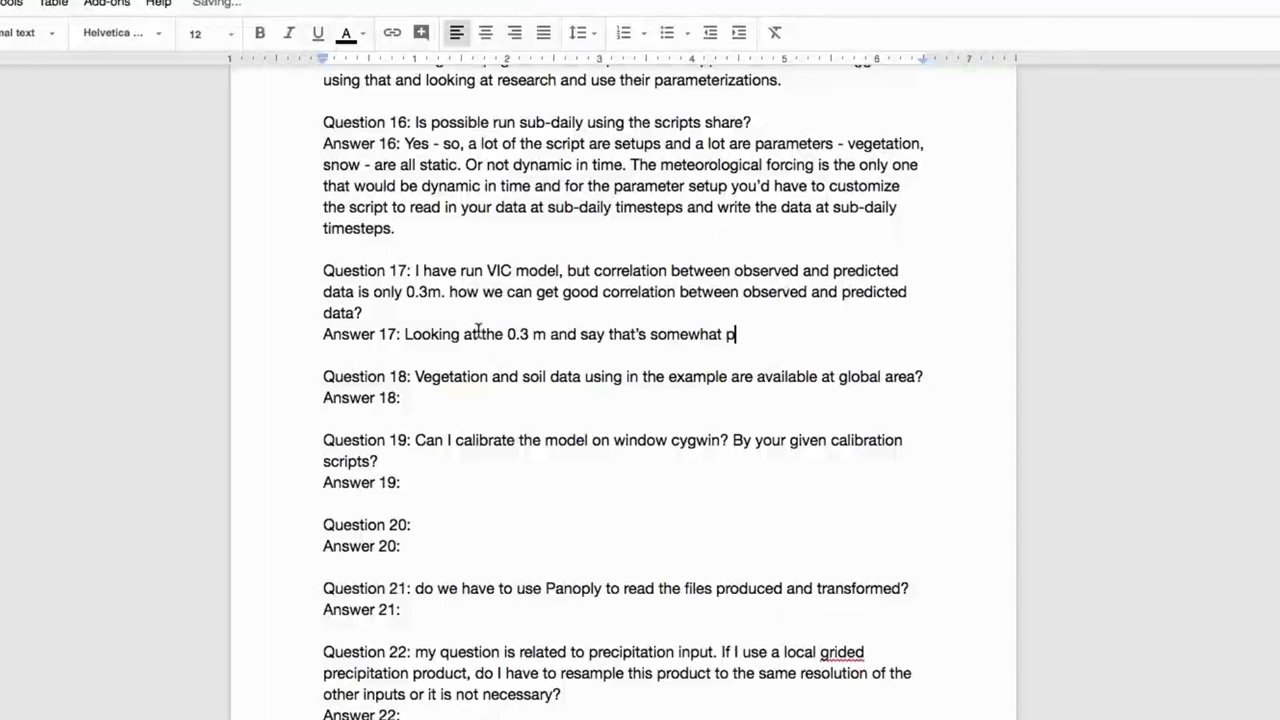 Table Add-ons Help Saving...
Helvetica ... 12 B I U A
1 1 2 3 4 5 6 7
using that and looking at research and use their parameterizations.
Question 16: Is possible run sub-daily using the scripts share?
Answer 16: Yes - so, a lot of the script are setups and a lot are parameters - vegetation,
snow - are all static. Or not dynamic in time. The meteorological forcing is the only one
that would be dynamic in time and for the parameter setup you’d have to customize
the script to read in your data at sub-daily timesteps and write the data at sub-daily
timesteps.
Question 17: I have run VIC model, but correlation between observed and predicted
data is only 0.3m. how we can get good correlation between observed and predicted
data?
Answer 17: Looking at the 0.3 m and say that’s somewhat p
Question 18: Vegetation and soil data using in the example are available at global area?
Answer 18:
Question 19: Can I calibrate the model on window cygwin? By your given calibration
scripts?
Answer 19:
Question 20:
Answer 20:
Question 21: do we have to use Panoply to read the files produced and transformed?
Answer 21:
Question 22: my question is related to precipitation input. If I use a local grided
precipitation product, do I have to resample this product to the same resolution of the
other inputs or it is not necessary?
Answer 22: